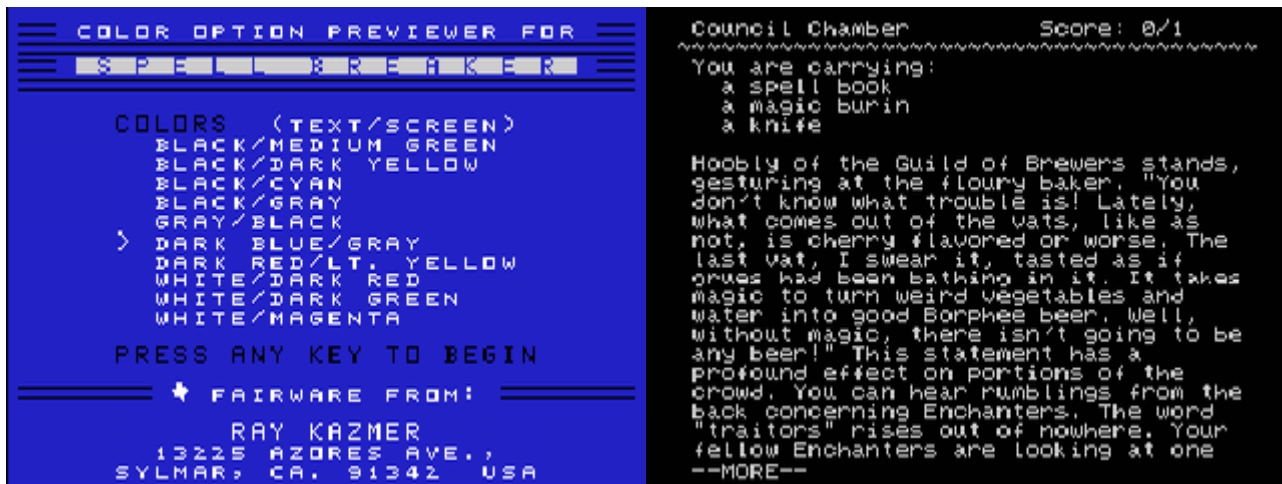 COLOR OPTION PREVIEWER FOR
SPELL BREAKER
COLORS (TEXT/SCREEN)
BLACK/MEDIUM GREEN
BLACK/DARK YELLOW
BLACK/CYAN
BLACK/GRAY
GRAY/BLACK
> DARK BLUE/GRAY
DARK RED/LT. YELLOW
WHITE/DARK RED
WHITE/DARK GREEN
WHITE/MAGENTA
PRESS ANY KEY TO BEGIN
FAIRWARE FROM:
RAY KAZMER
13225 AZORES AVE.,
SYLMAR, CA. 91342 USA
Council Chamber Score: 0/1
You are carrying:
a spell book
a magic burin
a knife
Hoobly of the Guild of Brewers stands,
gesturing at the floury baker. "You
don't know what trouble is! Lately,
what comes out of the vats, like as
not, is cherry flavored or worse. The
last vat, I swear it, tasted as if
grues had been bathing in it. It takes
magic to turn weird vegetables and
water into good Borphee beer. Well,
without magic, there isn't going to be
any beer!" This statement has a
profound effect on portions of the
crowd. You can hear rumblings from the
back concerning Enchanters. The word
"traitors" rises out of nowhere. Your
fellow Enchanters are looking at one
--MORE--